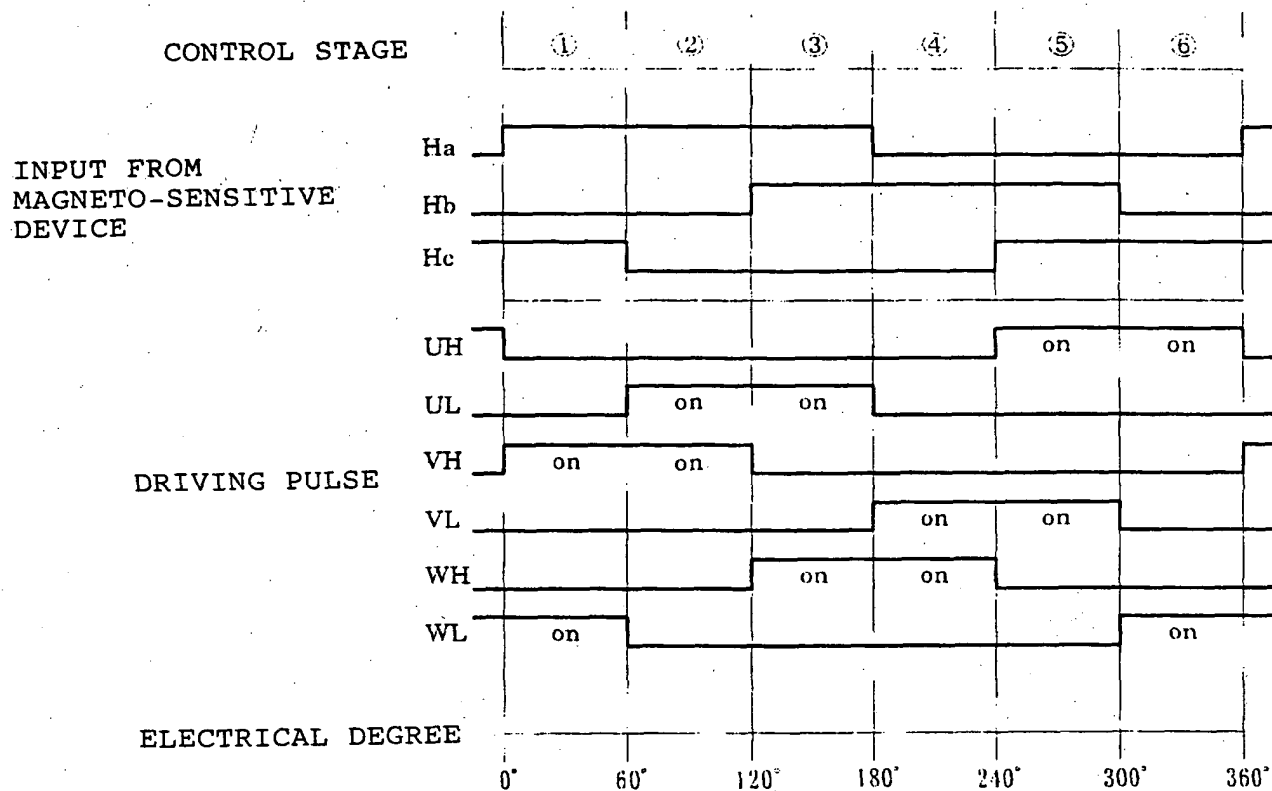 CONTROL STAGE
① ② ③ ④ ⑤ ⑥
INPUT FROM
MAGNETO-SENSITIVE
DEVICE
Ha
Hb
Hc
UH on on
UL on on
DRIVING PULSE
VH on on
VL on on
WH on on
WL on on
ELECTRICAL DEGREE
0° 60° 120° 180° 240° 300° 360°